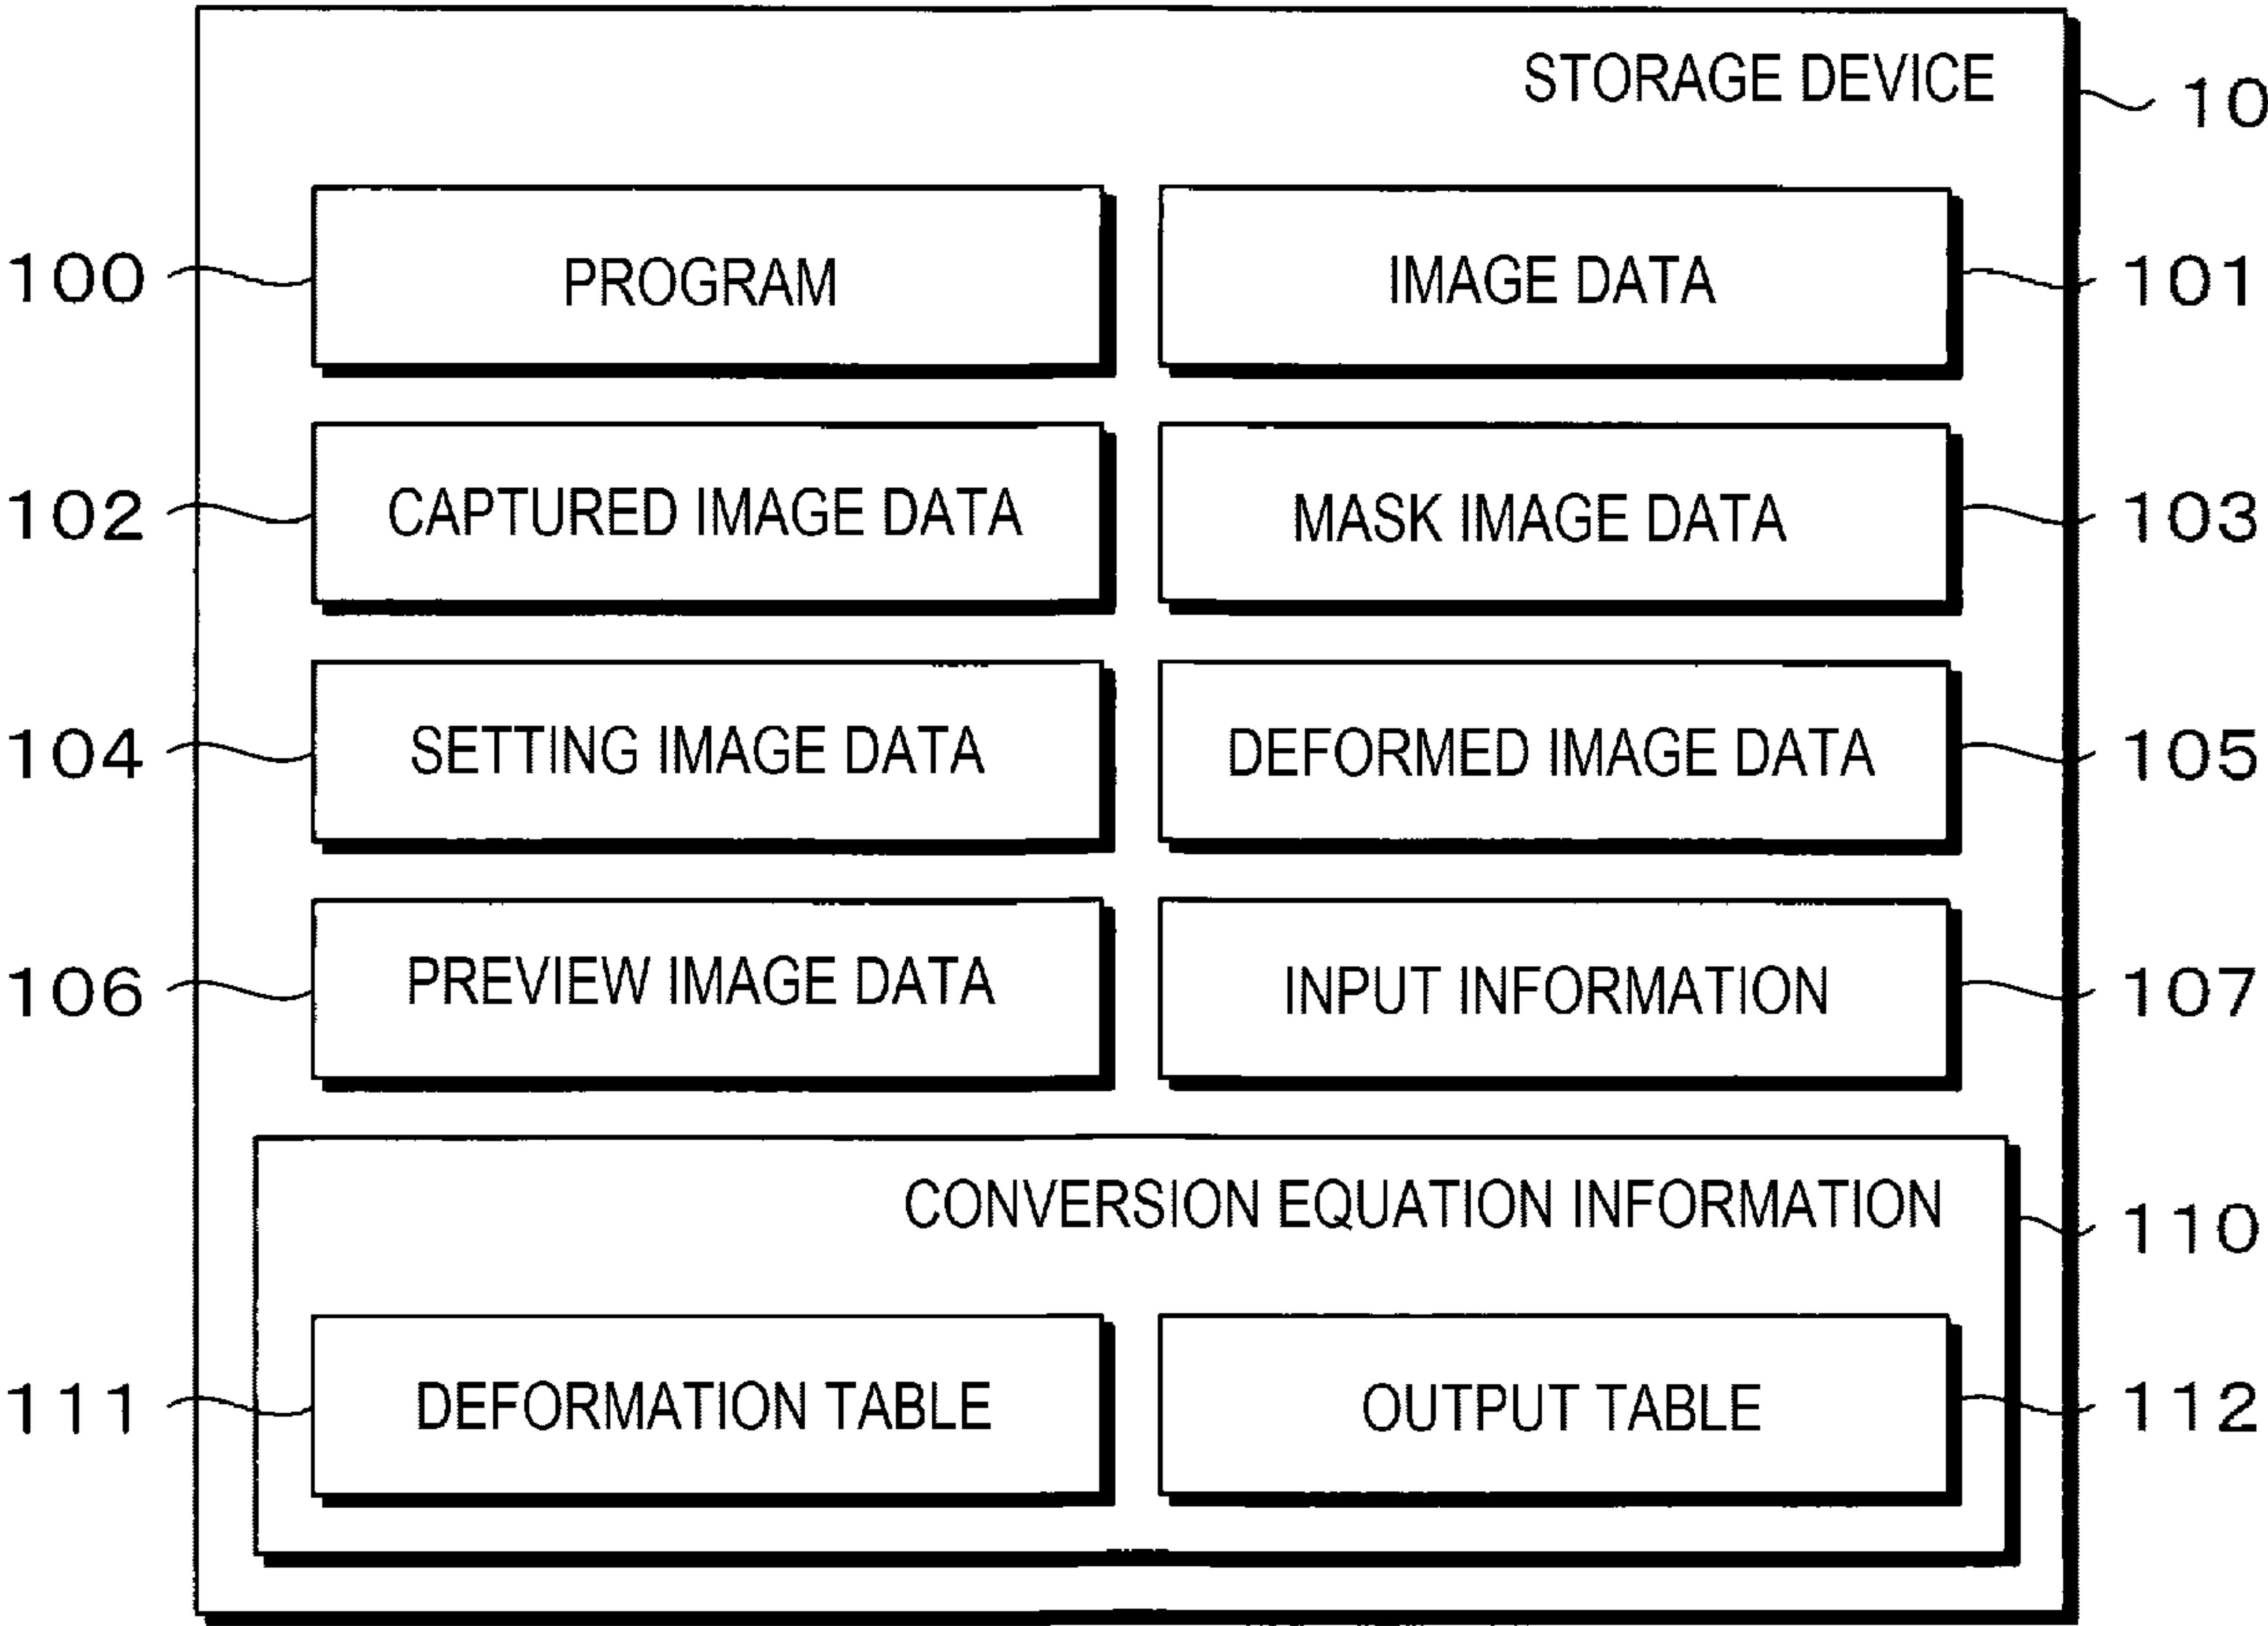 STORAGE DEVICE 10
100 PROGRAM IMAGE DATA 101
102 CAPTURED IMAGE DATA MASK IMAGE DATA 103
104 SETTING IMAGE DATA DEFORMED IMAGE DATA 105
106 PREVIEW IMAGE DATA INPUT INFORMATION 107
CONVERSION EQUATION INFORMATION 110
111 DEFORMATION TABLE OUTPUT TABLE 112